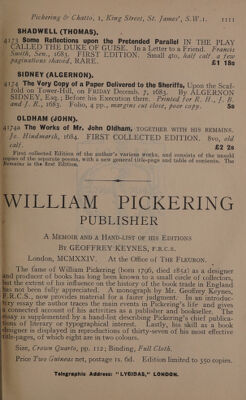 Pickering & Chatto, 1, King Street, St. James', S.W.1. 1111
SHADWELL (THOMAS).
4173 Some Reflections upon the Pretended Parallel IN THE PLAY
CALLED THE DUKE OF GUISE. In a Letter to a Friend. Francis
Smith, Sen., 1683. FIRST EDITION. Small 4to, half calf a few
paginations shaved, RARE. £1 18s
SIDNEY (ALGERNON).
4174 The Very Copy of a Paper Delivered to the Sheriffs, Upon the Scaf-
fold on Tower-Hill, on FRIDAY Decemb. 7, 1683. By ALGERNON
SIDNEY, Esq.; Before his Execution there. Printed for R. H., J. B.
and J. R., 1683. Folio, 4 pp., margins cut close, poor copy. 5s
OLDHAM (JOHN).
4174a The Works of Mr. John Oldham, TOGETHER WITH HIS REMAINS.
Jo. Hindmarsh, 1684. FIRST COLLECTED EDITION. 8vo, old
calf. £2 2s
First collected Edition of the author's various works, and consists of the unsold
copies of the separate poems, with a new general title-page and table of contents. The
Remains is the first Edition.
WILLIAM PICKERING
PUBLISHER
A MEMOIR AND A HAND-LIST OF HIS EDITIONS
BY GEOFFREY KEYNES, F.R.C.S.
London, MCMXXIV. At the Office of THE FLEURON.
The fame of William Pickering (born 1796, died 1854) as a designer
and producer of books has long been known to a small circle of collectors,
but the extent of his influence on the history of the book trade in England
has not been fully appreciated. A monograph by Mr. Geoffrey Keynes,
F.R.C.S., now provides material for a fairer judgment. In an introduc-
tory essay the author traces the main events in Pickering's life and gives
a connected account of his activities as a publisher and bookseller. The
essay is supplemented by a hand-list describing Pickering's chief publica-
tions of literary or typographical interest. Lastly, his skill as a book
designer is displayed in reproductions of thirty-seven of his most effective
title-pages, of which eight are in two colours.
Size, Crown Quarto, pp. 112; Binding, Full Cloth.
Price Two Guineas net, postage 1s. 6d. Edition limited to 350 copies.
Telegraphic Address: "LYCIDAS," LONDON.